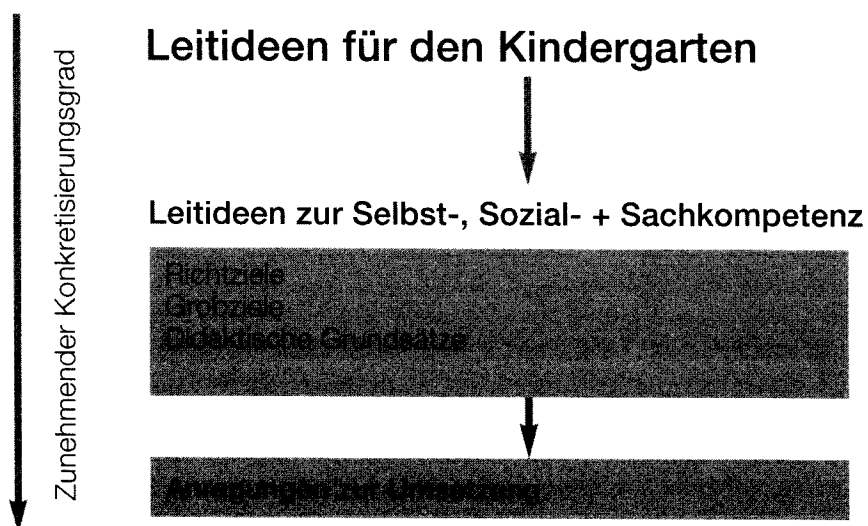 Zunehmender Konkretisierungsgrad
Leitideen für den Kindergarten
Leitideen zur Selbst-, Sozial- + Sachkompetenz
Richtziele
Grobziele
Didaktische Grundsätze
Anregungen zur Umsetzung